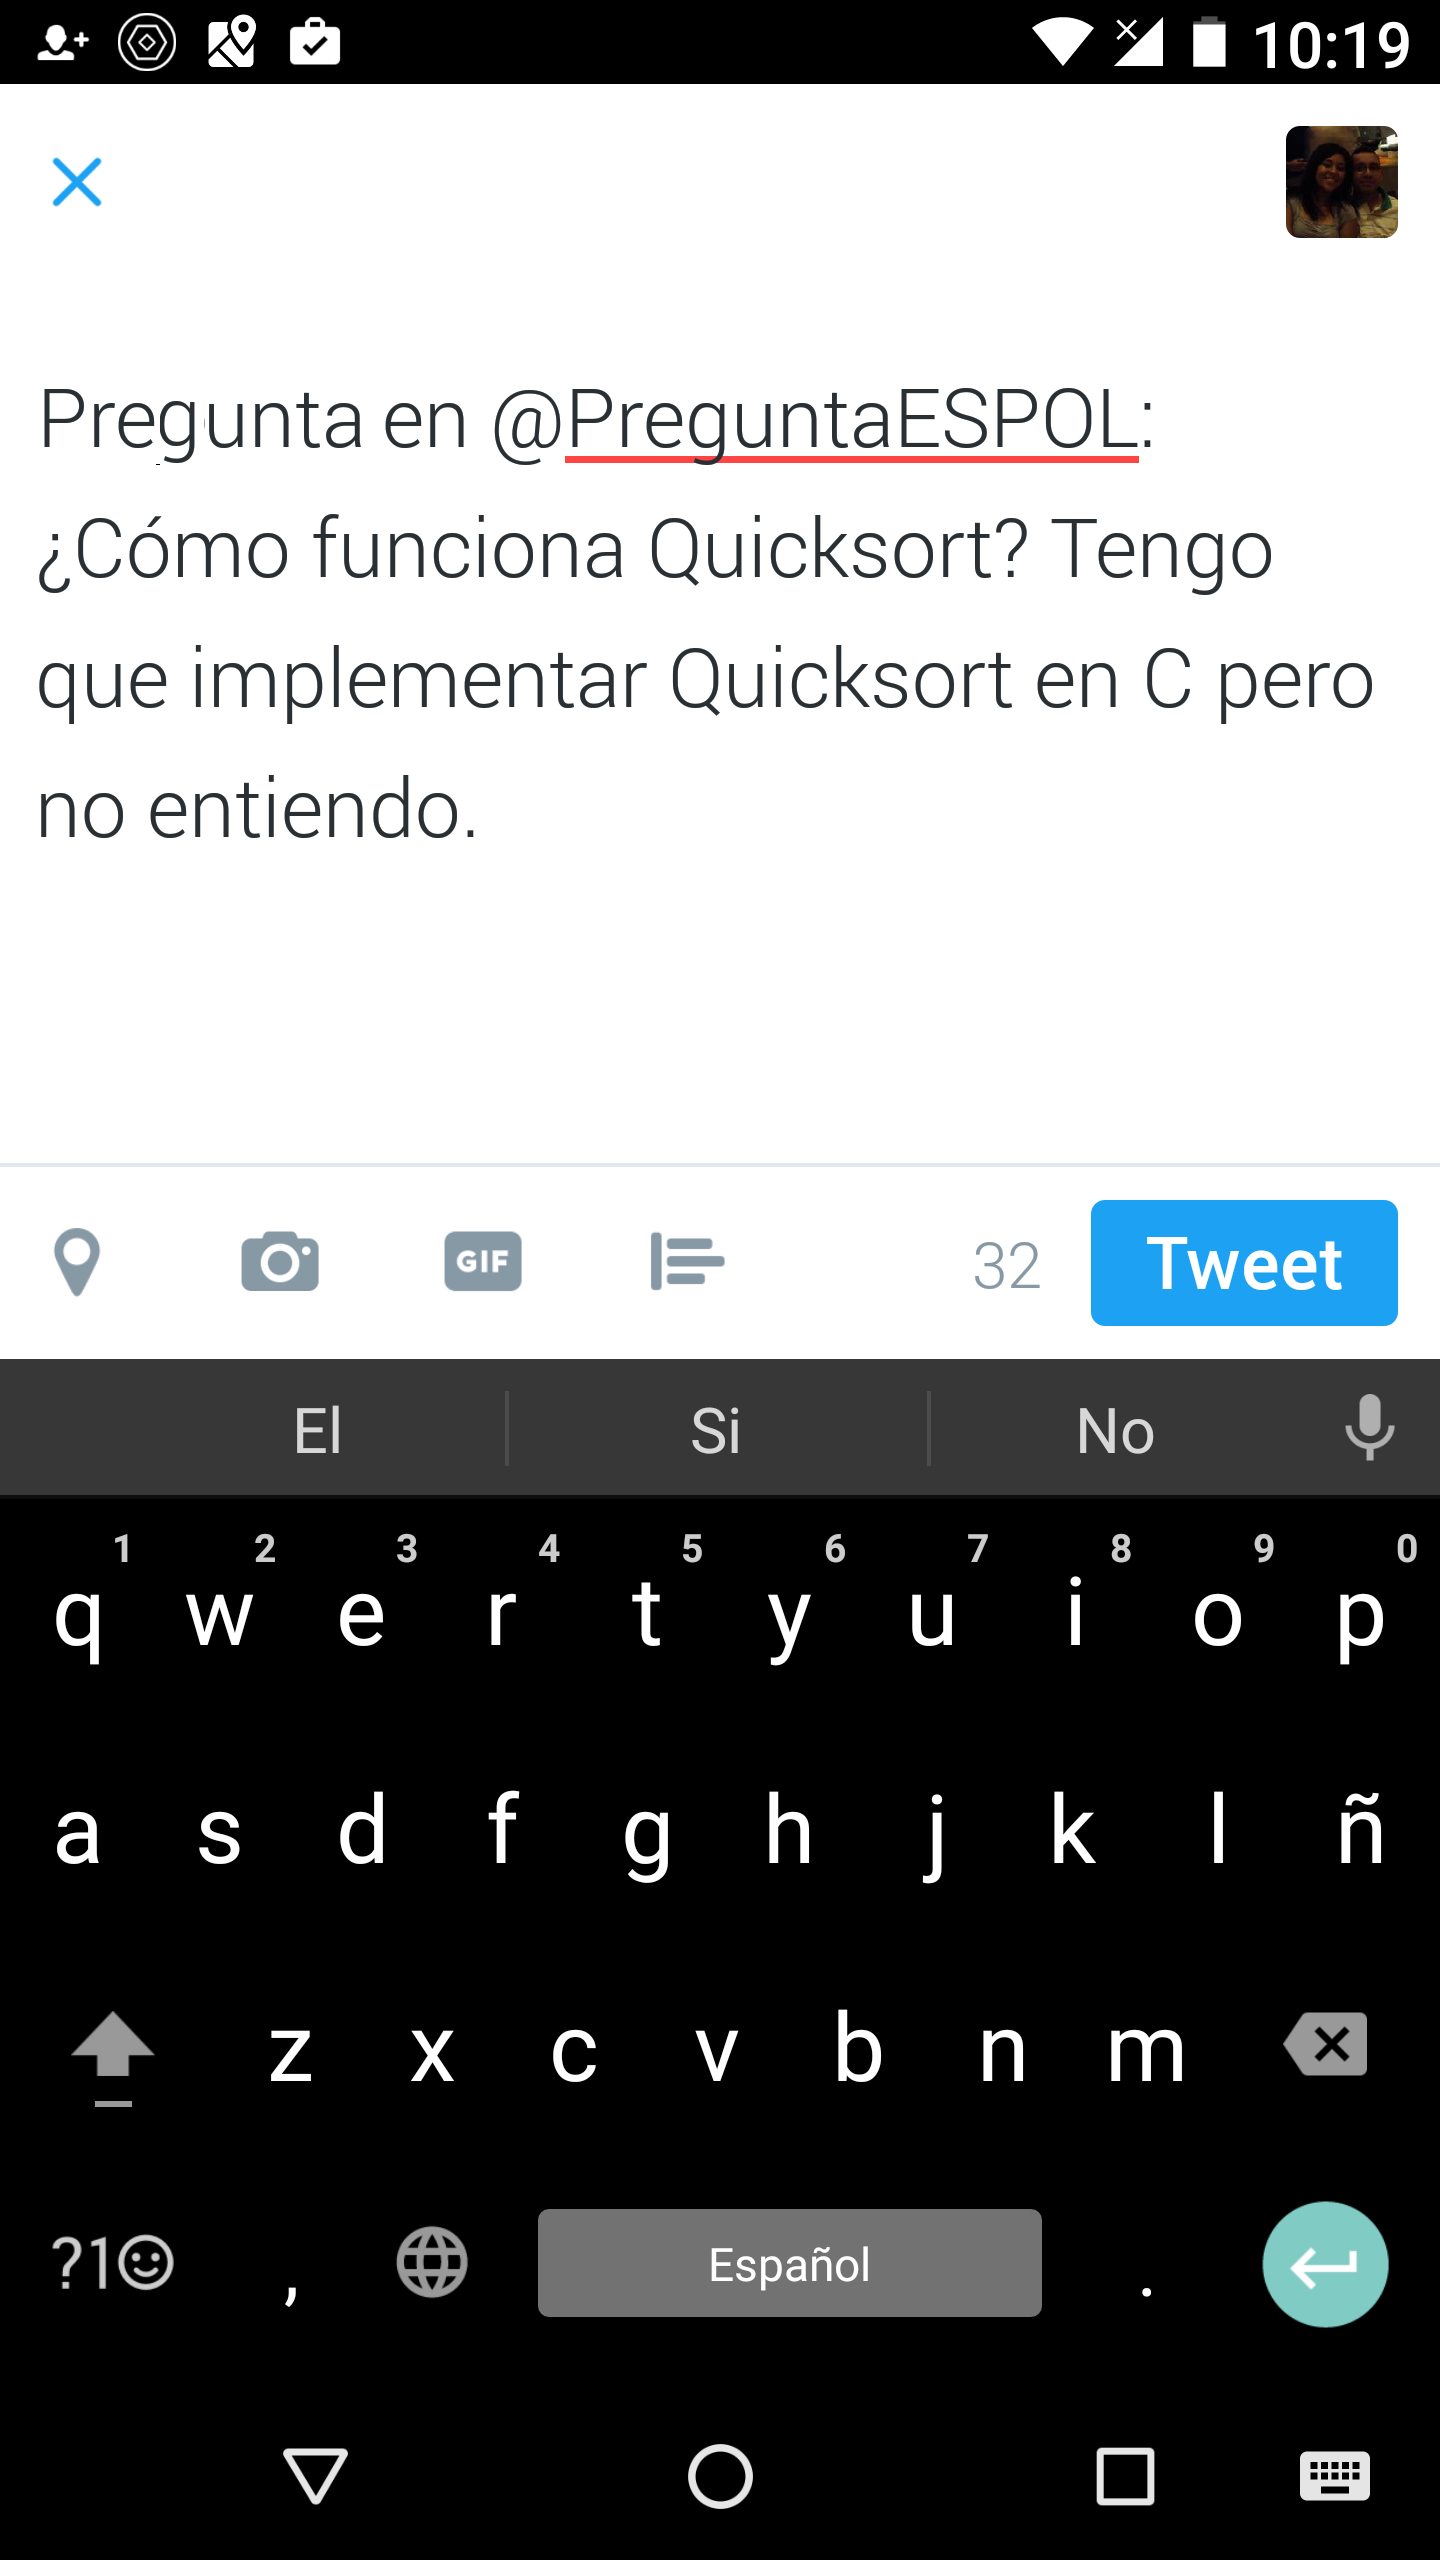 10:19
Pregunta en @PreguntaESPOL:
¿Cómo funciona Quicksort? Tengo
que implementar Quicksort en C pero
no entiendo.
GIF
32
Tweet
El Si No
1 2 3 4 5 6 7 8 9 0
q w e r t y u i o p
a s d f g h j k l ñ
z x c v b n m
?1☺ , Español .